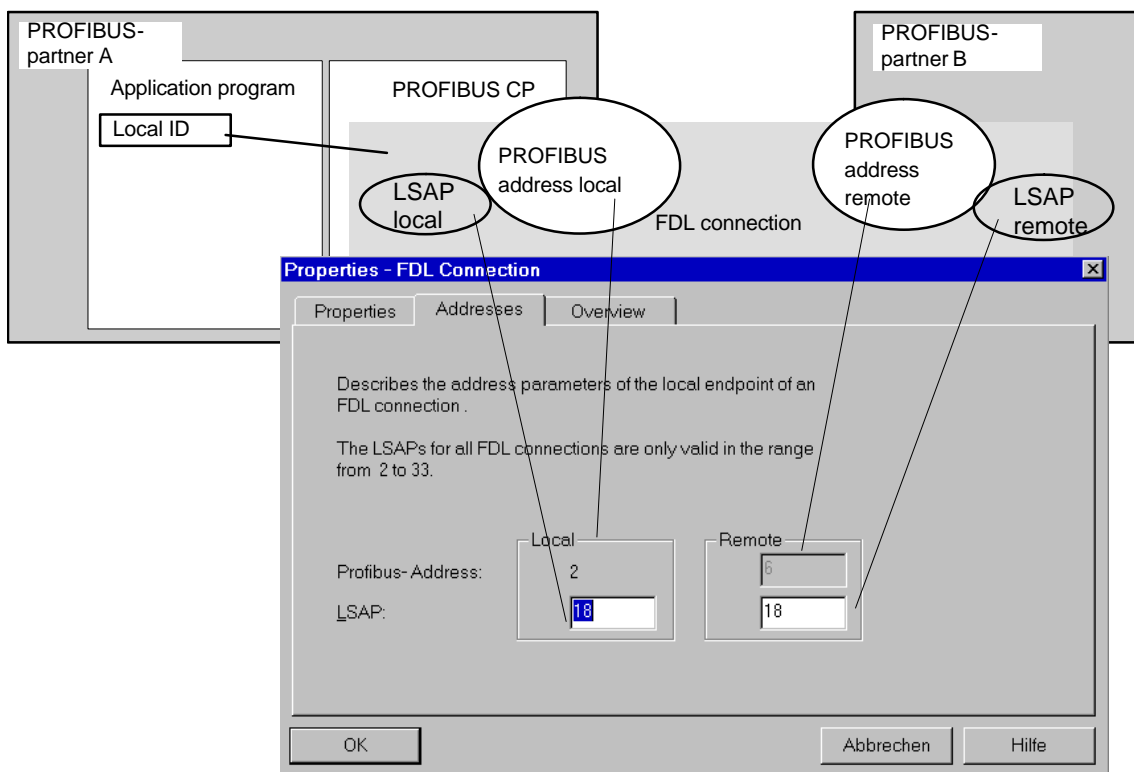 PROFIBUS-
partner A
Application program
Local ID
PROFIBUS CP
LSAP
local
PROFIBUS
address local
FDL connection
PROFIBUS-
partner B
PROFIBUS
address
remote
LSAP
remote
Properties - FDL Connection
Properties
Addresses
Overview
Describes the address parameters of the local endpoint of an
FDL connection .
The LSAPs for all FDL connections are only valid in the range
from 2 to 33.
Local
Remote
Profibus- Address:
2
6
LSAP:
18
18
OK
Abbrechen
Hilfe